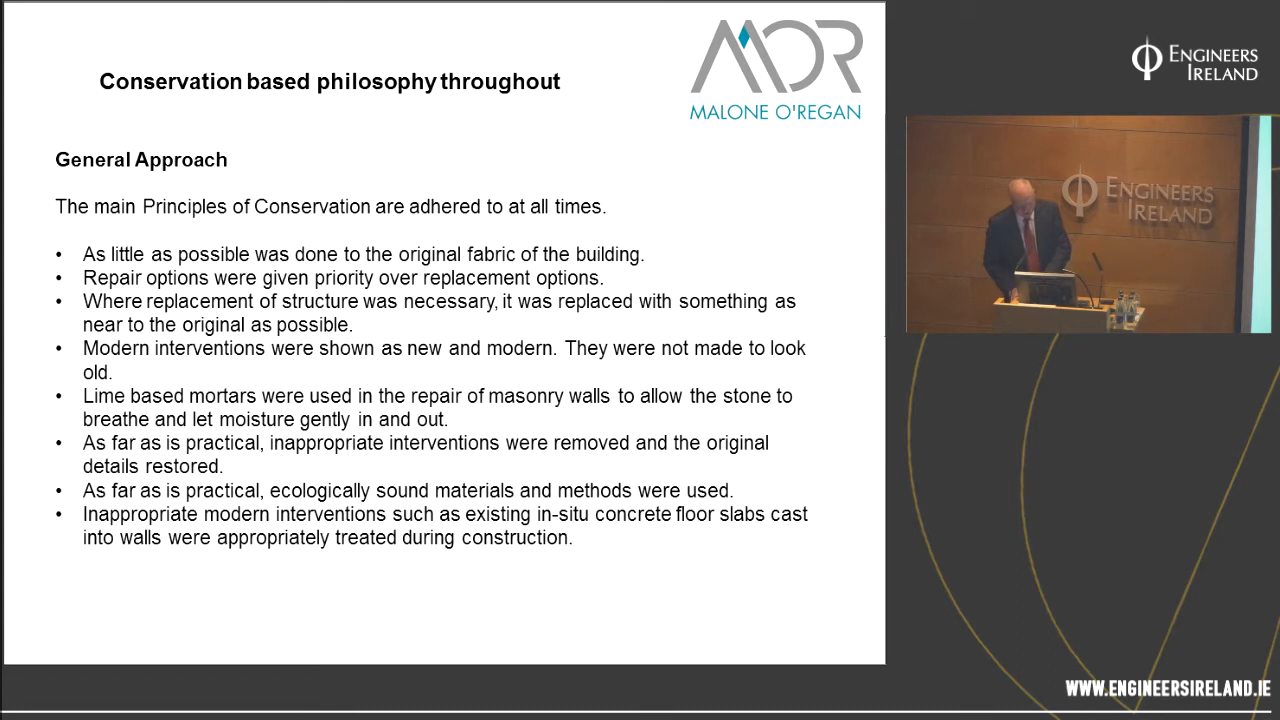 Conservation based philosophy throughout
MOR
MALONE O'REGAN
General Approach
The main Principles of Conservation are adhered to at all times.
• As little as possible was done to the original fabric of the building.
• Repair options were given priority over replacement options.
• Where replacement of structure was necessary, it was replaced with something as
near to the original as possible.
• Modern interventions were shown as new and modern. They were not made to look
old.
• Lime based mortars were used in the repair of masonry walls to allow the stone to
breathe and let moisture gently in and out.
• As far as is practical, inappropriate interventions were removed and the original
details restored.
• As far as is practical, ecologically sound materials and methods were used.
• Inappropriate modern interventions such as existing in-situ concrete floor slabs cast
into walls were appropriately treated during construction.
ENGINEERS
IRELAND
ENGINEERS
IRELAND
WWW.ENGINEERSIRELAND.IE